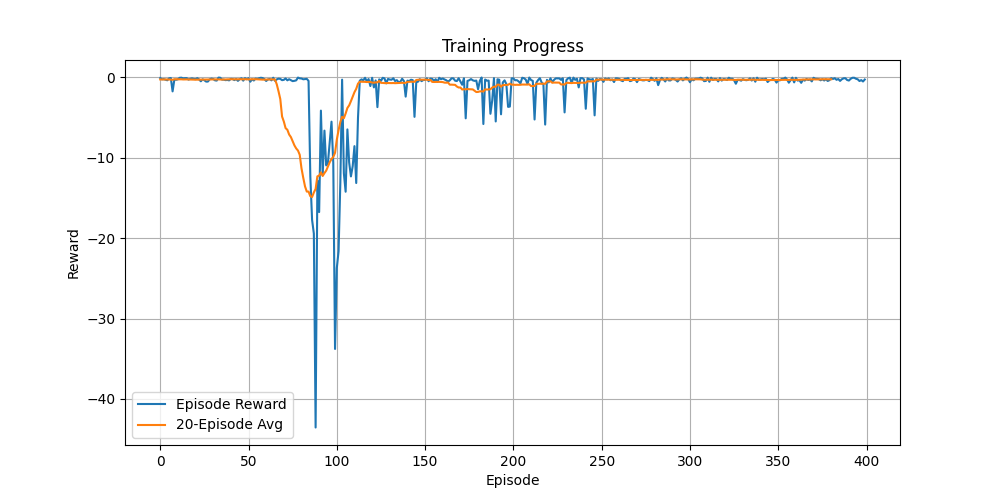 Training Progress
Reward
0
−10
−20
−30
−40
Episode Reward
20-Episode Avg
0 50 100 150 200 250 300 350 400
Episode